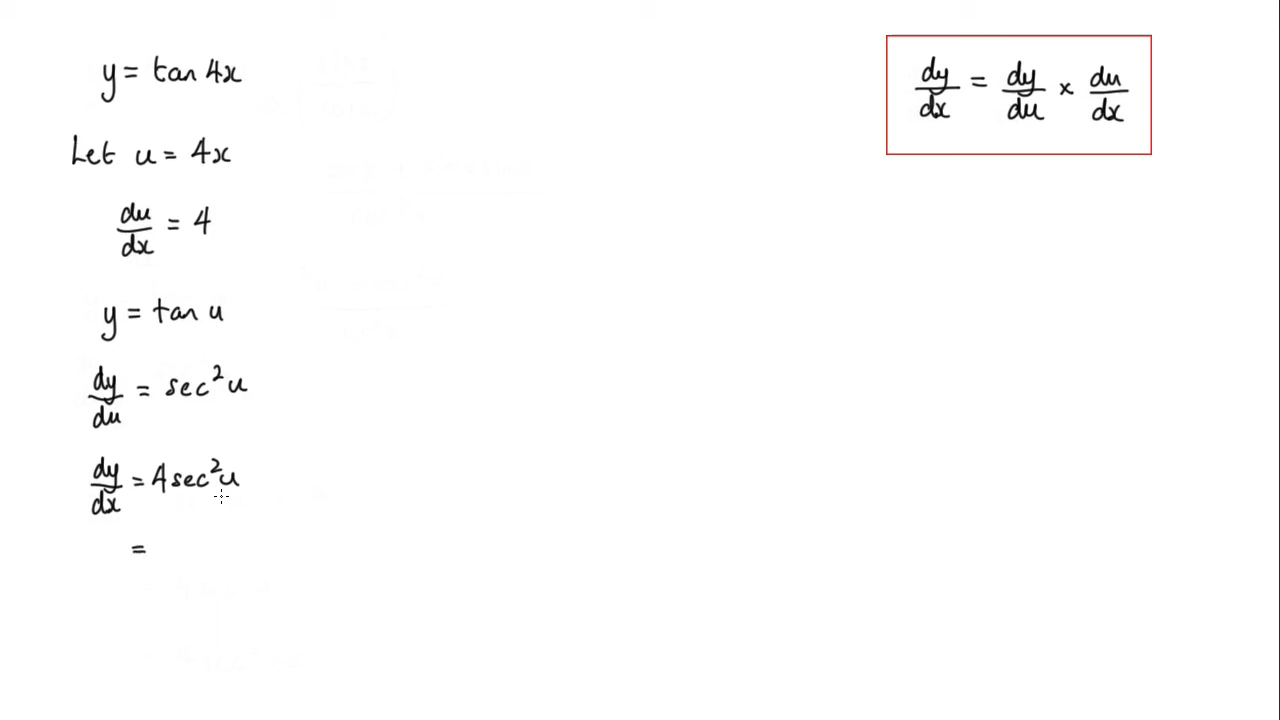 y = tan 4x
dy/dx = dy/du × du/dx
Let u = 4x
du/dx = 4
y = tan u
dy/du = sec²u
dy/dx = 4sec²u
=